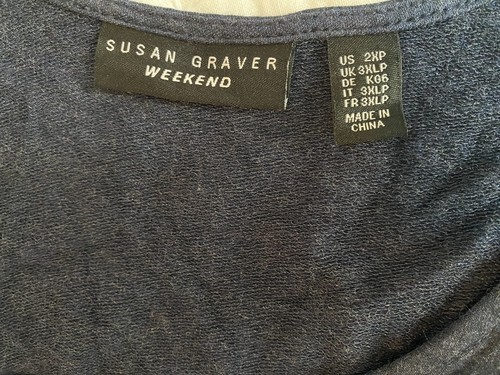 SUSAN GRAVER
WEEKEND
US 2XP
UK 3XLP
DE KG6
IT 3XLP
FR 3XLP
MADE IN
CHINA